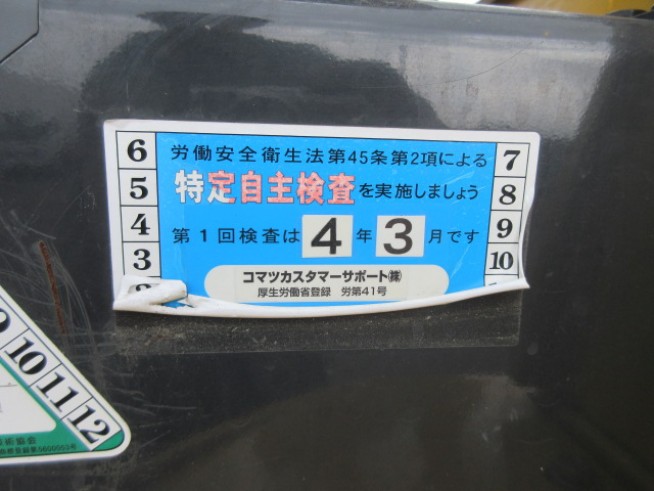 労働安全衛生法第45条第2項による
特定自主検査を実施しましょう
第1回検査は4年3月です
コマツカスタマーサポート㈱
厚生労働省登録 労第41号
6
5
4
3
7
8
9
10
9
10
11
12